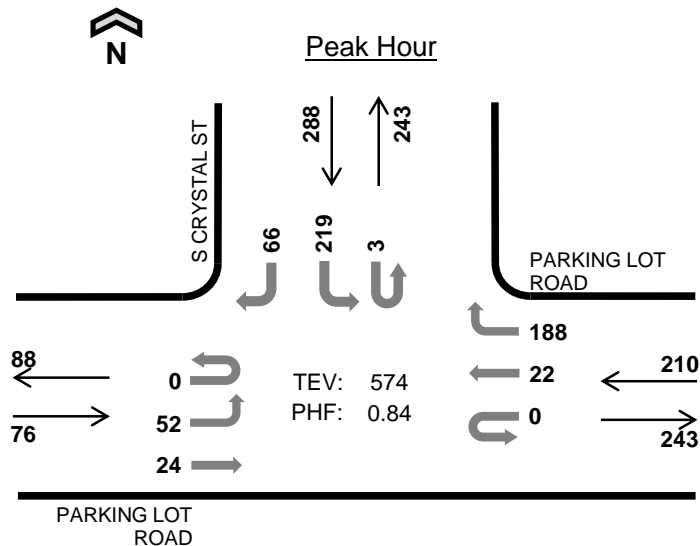 N
Peak Hour
S CRYSTAL ST
288
243
66
219
3
PARKING LOT
ROAD
88
76
0
52
24
TEV: 574
PHF: 0.84
188
22
0
210
243
PARKING LOT
ROAD